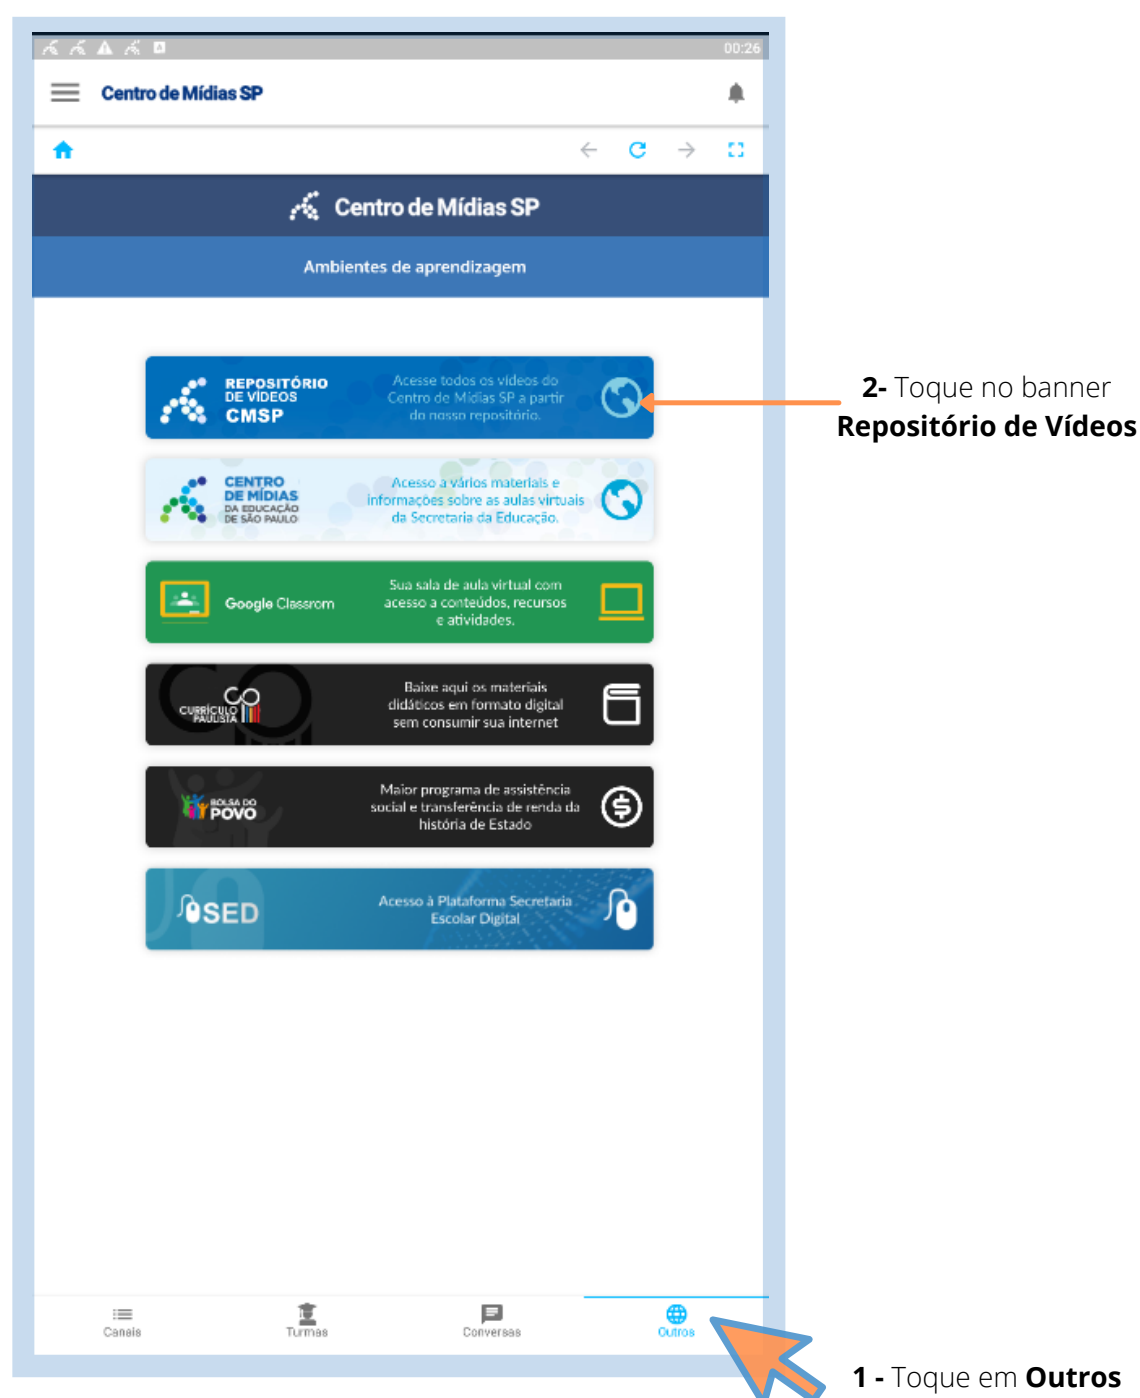 00:26
Centro de Mídias SP
Centro de Mídias SP
Ambientes de aprendizagem
REPOSITÓRIO
DE VÍDEOS
CMSP
Acesse todos os vídeos do
Centro de Mídias SP a partir
do nosso repositório.
2- Toque no banner
Repositório de Vídeos
CENTRO
DE MÍDIAS
DA EDUCAÇÃO
DE SÃO PAULO
Acesso a vários materiais e
informações sobre as aulas virtuais
da Secretaria da Educação.
Google Classrom
Sua sala de aula virtual com
acesso a conteúdos, recursos
e atividades.
CURRÍCULO
PAULISTA
Baixe aqui os materiais
didáticos em formato digital
sem consumir sua internet
BOLSA DO
POVO
Maior programa de assistência
social e transferência de renda da
história de Estado
SED
Acesso à Plataforma Secretaria
Escolar Digital
Canais
Turmas
Conversas
Outros
1 - Toque em Outros